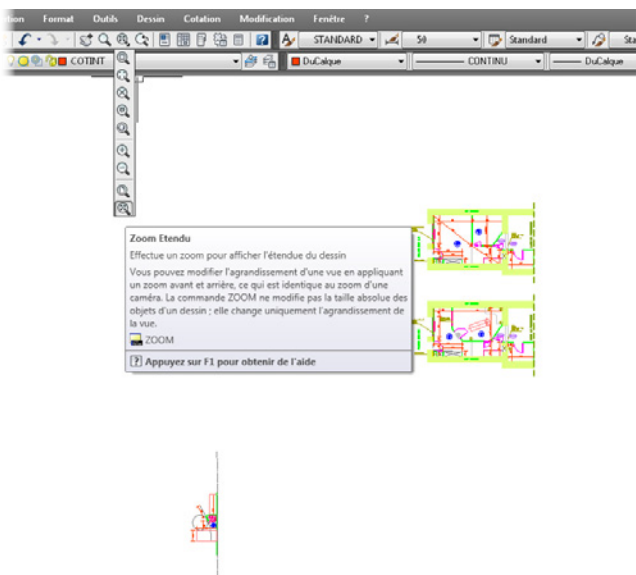 tion Format Outils Dessin Cotation Modification Fenêtre ?
STANDARD 50 Standard Sta
COTINT DuCalque CONTINU DuCalque
Zoom Etendu
Effectue un zoom pour afficher l'étendue du dessin
Vous pouvez modifier l'agrandissement d'une vue en appliquant
un zoom avant et arrière, ce qui est identique au zoom d'une
caméra. La commande ZOOM ne modifie pas la taille absolue des
objets d'un dessin ; elle change uniquement l'agrandissement de
la vue.
ZOOM
Appuyez sur F1 pour obtenir de l'aide